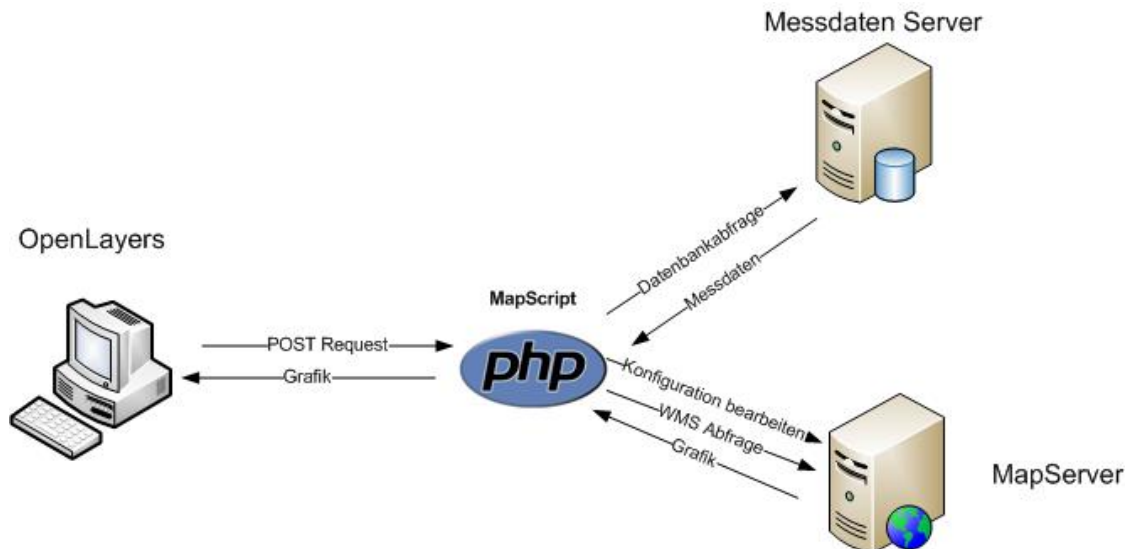 Messdaten Server
OpenLayers
Datenbankabfrage
Messdaten
MapScript
POST Request
php
Grafik
Konfiguration bearbeiten
WMS Abfrage
Grafik
MapServer